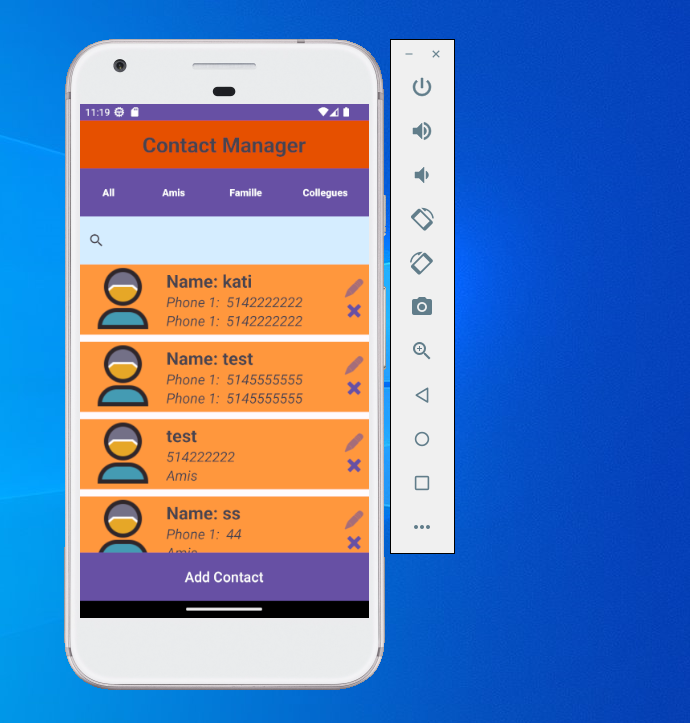 11:19
Contact Manager
All Amis Famille Collegues
Name: kati
Phone 1: 5142222222
Phone 1: 5142222222
Name: test
Phone 1: 5145555555
Phone 1: 5145555555
test
514222222
Amis
Name: ss
Phone 1: 44
Amis
Add Contact